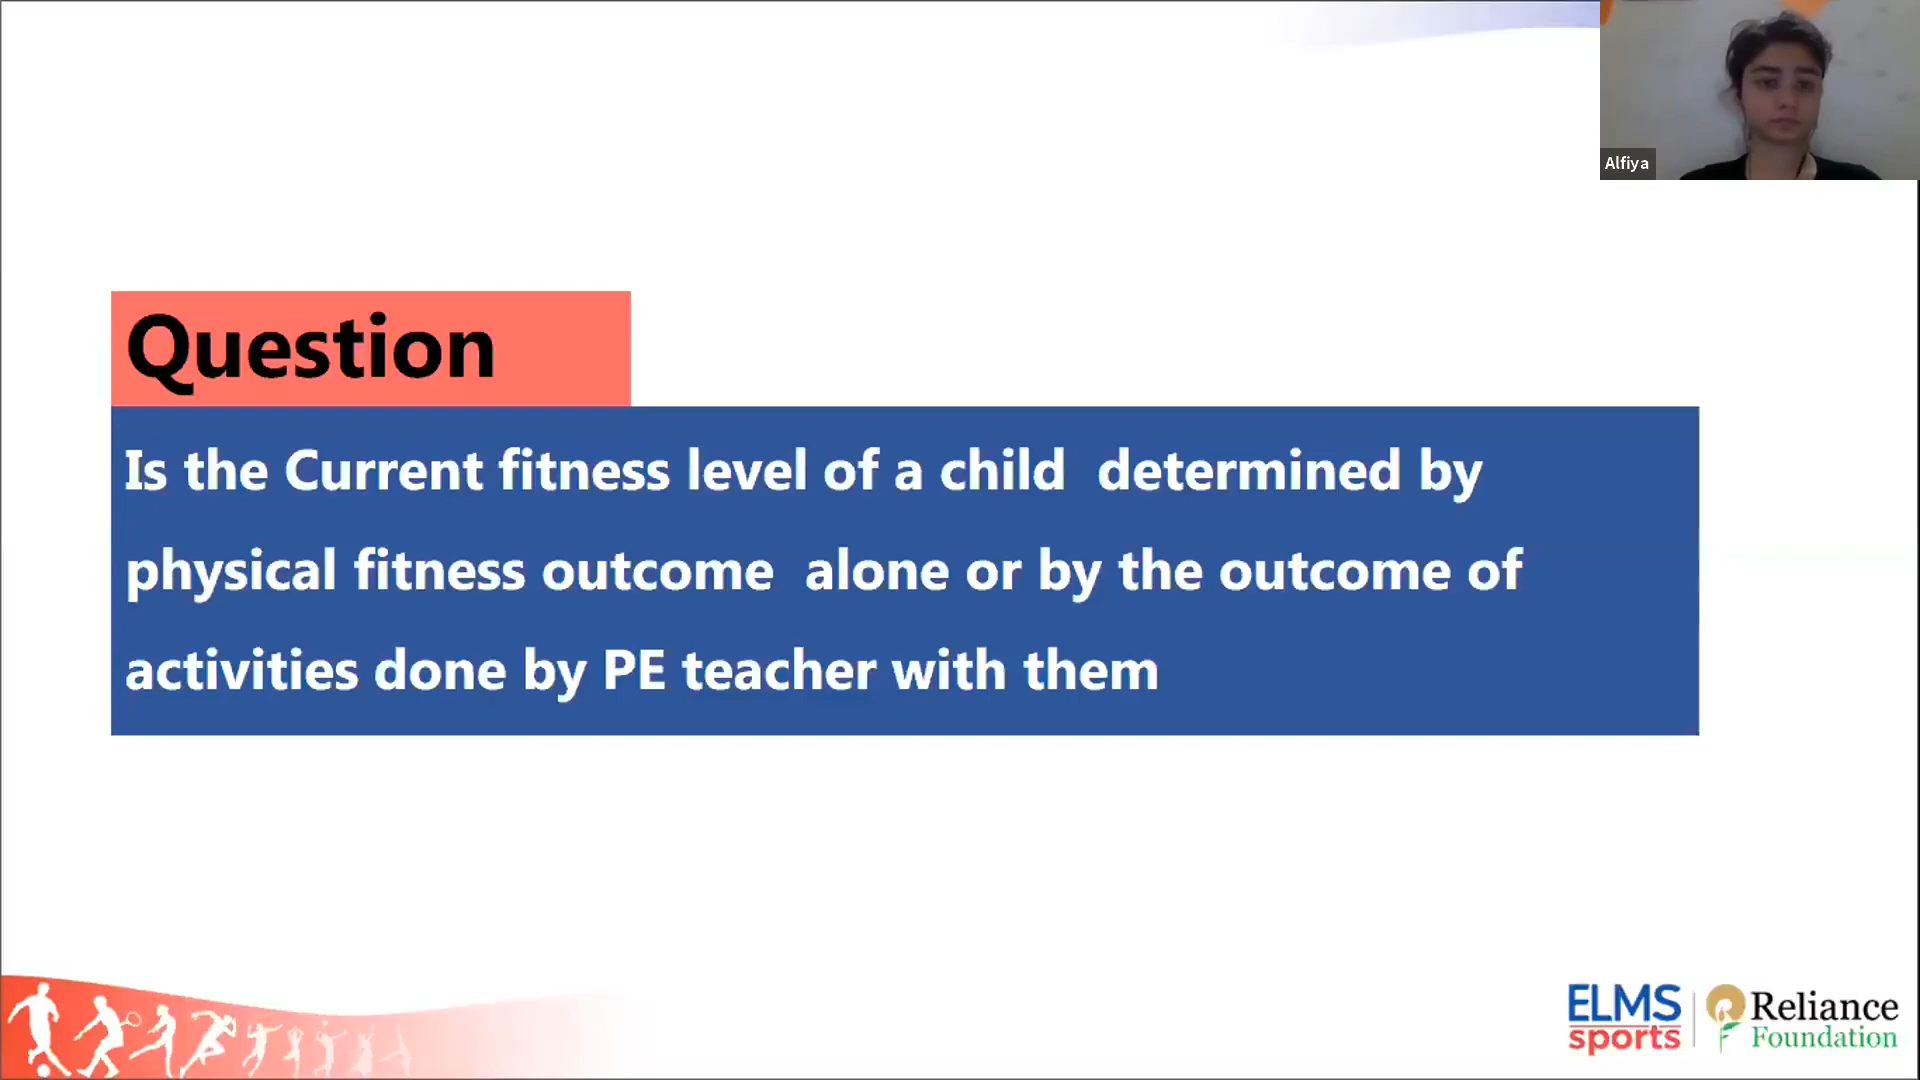 Alfiya
Question
Is the Current fitness level of a child determined by
physical fitness outcome alone or by the outcome of
activities done by PE teacher with them
ELMS
sports
Reliance
Foundation